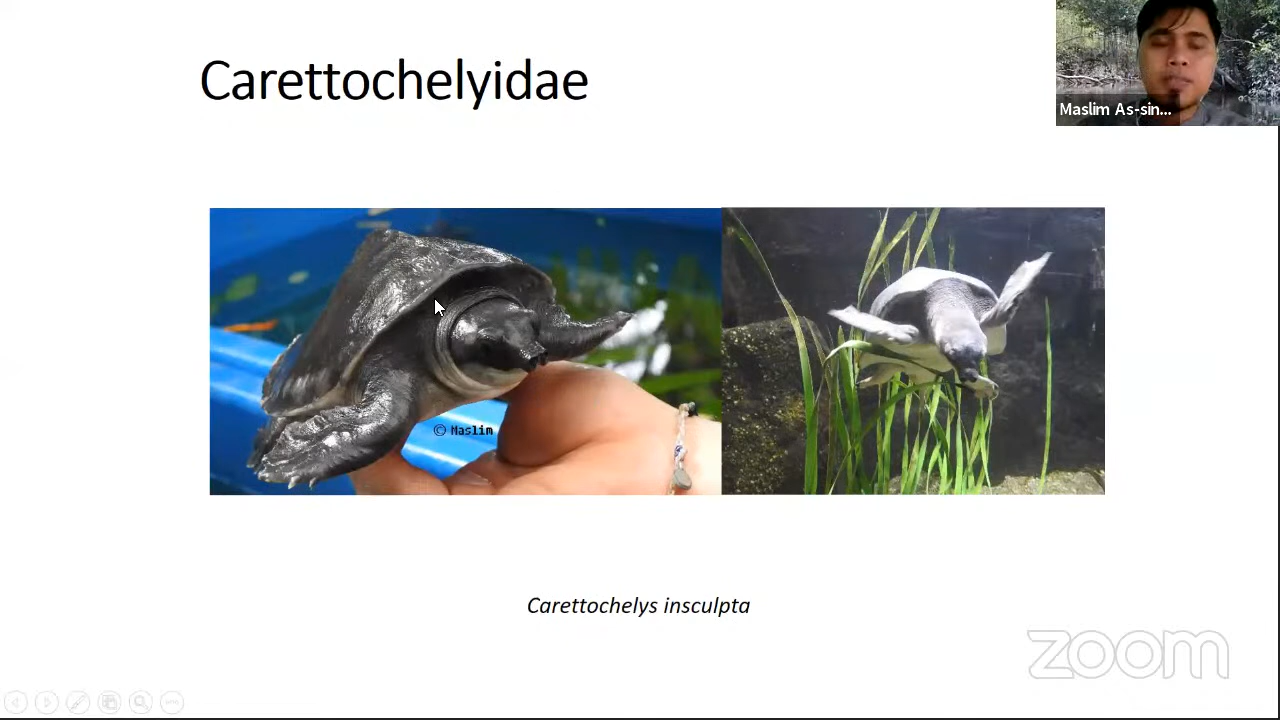 Carettochelyidae
Maslim As-sin...
© Maslim
Carettochelys insculpta
zoom